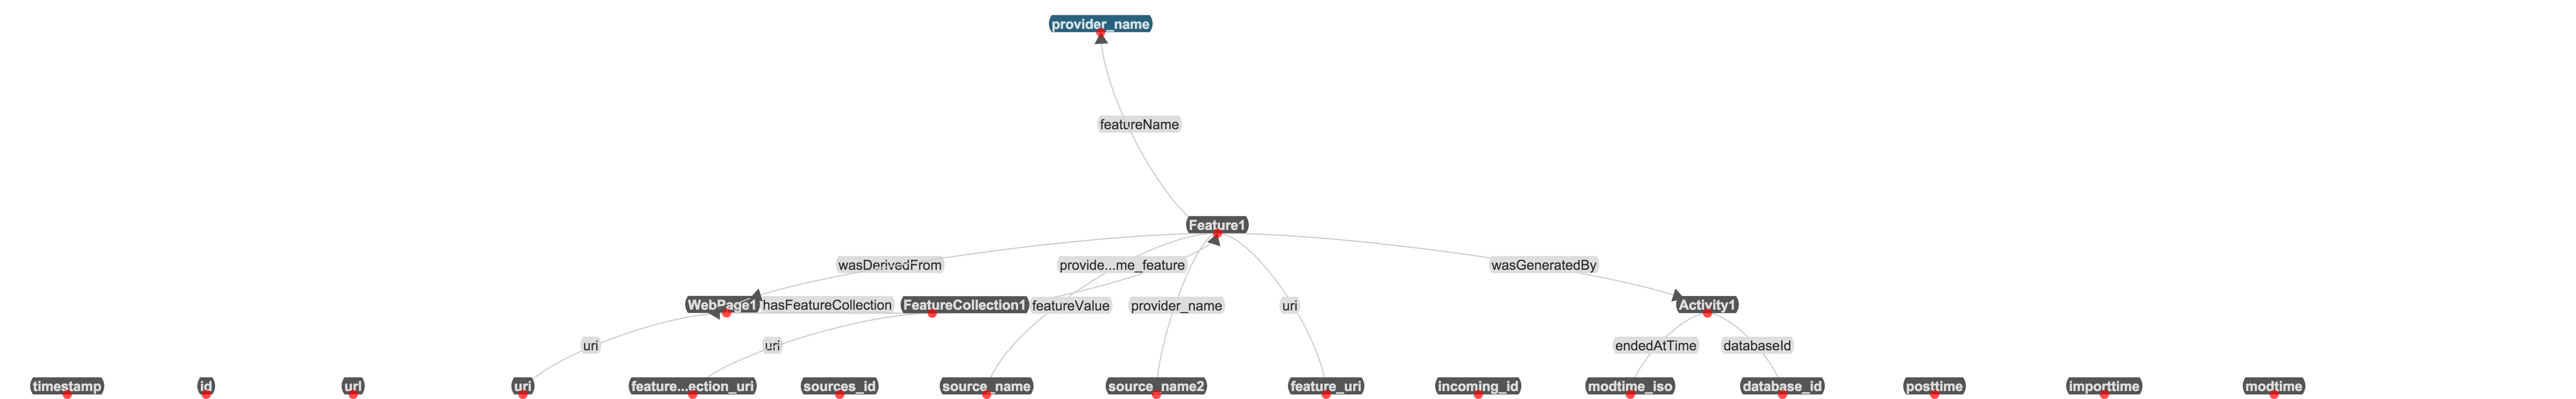 provider_name
featureName
Feature1
wasDerivedFrom
provide...me_feature
wasGeneratedBy
WebPage1
hasFeatureCollection
FeatureCollection1
featureValue
provider_name
uri
Activity1
uri
uri
endedAtTime
databaseId
timestamp
id
url
uri
feature...ection_uri
sources_id
source_name
source_name2
feature_uri
incoming_id
modtime_iso
database_id
posttime
importtime
modtime